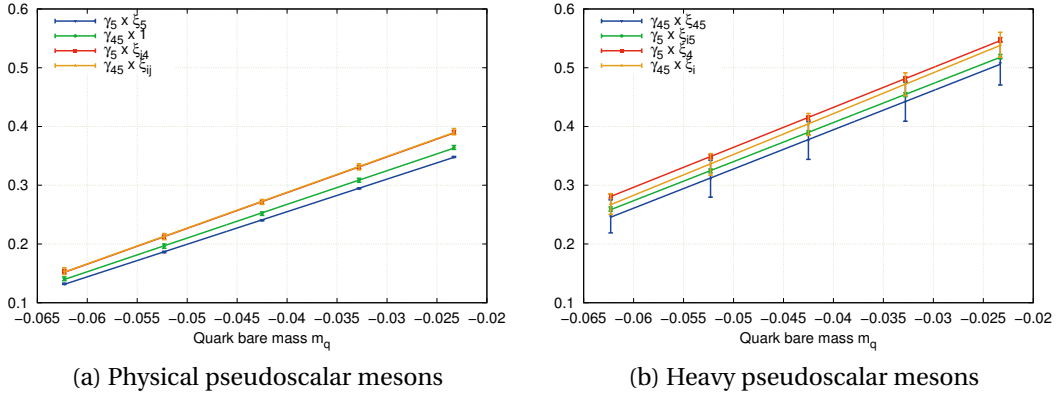 0.6
0.5
0.4
0.3
0.2
0.1
γ₅ x ξ₅
γ₄₅ x 1
γ₅ x ξᵢ₄
γ₄₅ x ξᵢⱼ
−0.065 −0.06 −0.055 −0.05 −0.045 −0.04 −0.035 −0.03 −0.025 −0.02
Quark bare mass m_q
(a) Physical pseudoscalar mesons
0.6
0.5
0.4
0.3
0.2
0.1
γ₄₅ x ξ₄₅
γ₄₅ x ξᵢ₅
γ₅ x ξ₄
γ₄₅ x ξᵢ
−0.065 −0.06 −0.055 −0.05 −0.045 −0.04 −0.035 −0.03 −0.025 −0.02
Quark bare mass m_q
(b) Heavy pseudoscalar mesons